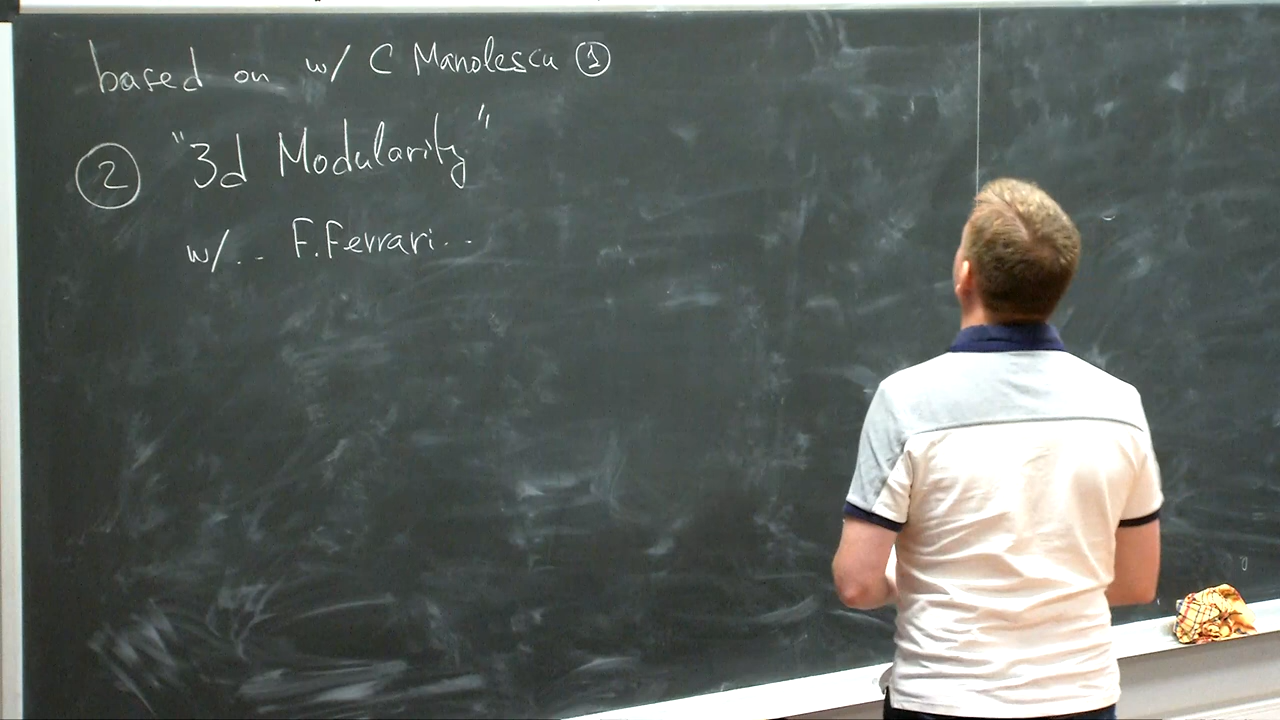 based on w/ C Manolescu ①
② "3d Modularity"
w/.. F.Ferrari..